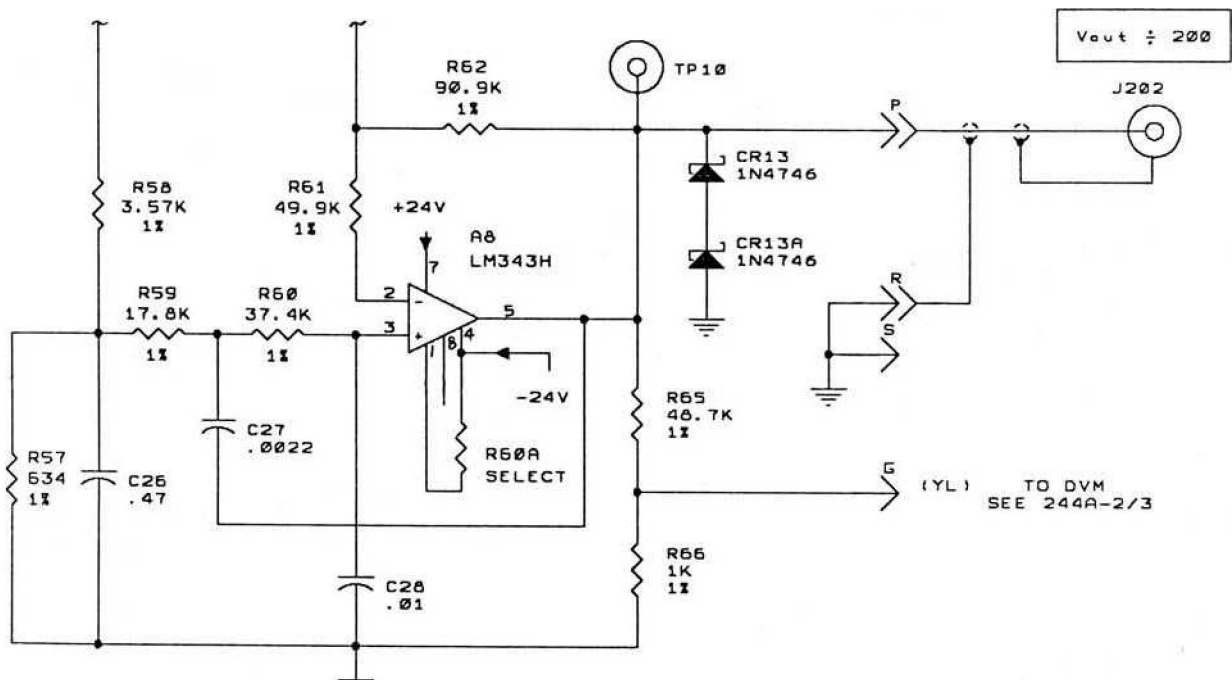 Vout ÷ 200
J202
TP10
R62
90.9K
1%
P
CR13
1N4746
CR13A
1N4746
R58
3.57K
1%
R61
49.9K
1%
+24V
A8
LM343H
7
2
-
3
+
5
1
8
4
-24V
R59
17.8K
1%
R60
37.4K
1%
R
S
R65
48.7K
1%
C27
.0022
R60A
SELECT
G
(YL) TO DVM
SEE 244A-2/3
R57
634
1%
C26
.47
C28
.01
R66
1K
1%